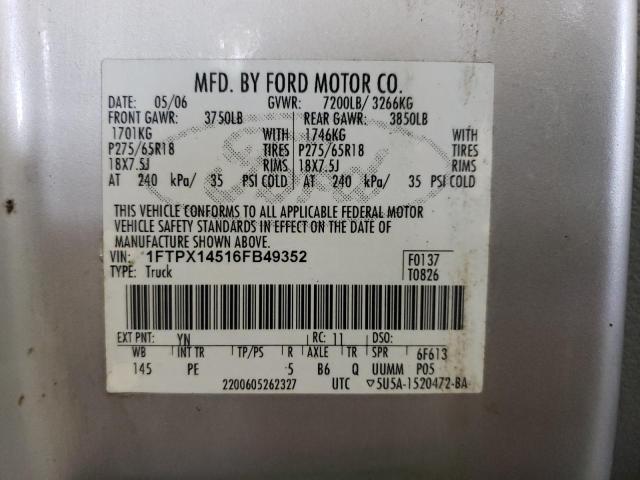 MFD. BY FORD MOTOR CO.
DATE: 05/06 GVWR: 7200LB/ 3266KG
FRONT GAWR: 3750LB REAR GAWR: 3850LB
1701KG WITH 1746KG WITH
P275/65R18 TIRES P275/65R18 TIRES
18X7.5J RIMS 18X7.5J RIMS
AT 240 kPa/ 35 PSI COLD AT 240 kPa/ 35 PSI COLD
THIS VEHICLE CONFORMS TO ALL APPLICABLE FEDERAL MOTOR
VEHICLE SAFETY STANDARDS IN EFFECT ON THE DATE OF
MANUFACTURE SHOWN ABOVE.
VIN: 1FTPX14516FB49352 F0137
TYPE: Truck T0826
EXT PNT: YN RC: 11 DSO:
WB INT TR TP/PS R AXLE TR SPR 6F613
145 PE 5 B6 Q UUMM P05
2200605262327 UTC ▽5U5A-1520472-BA